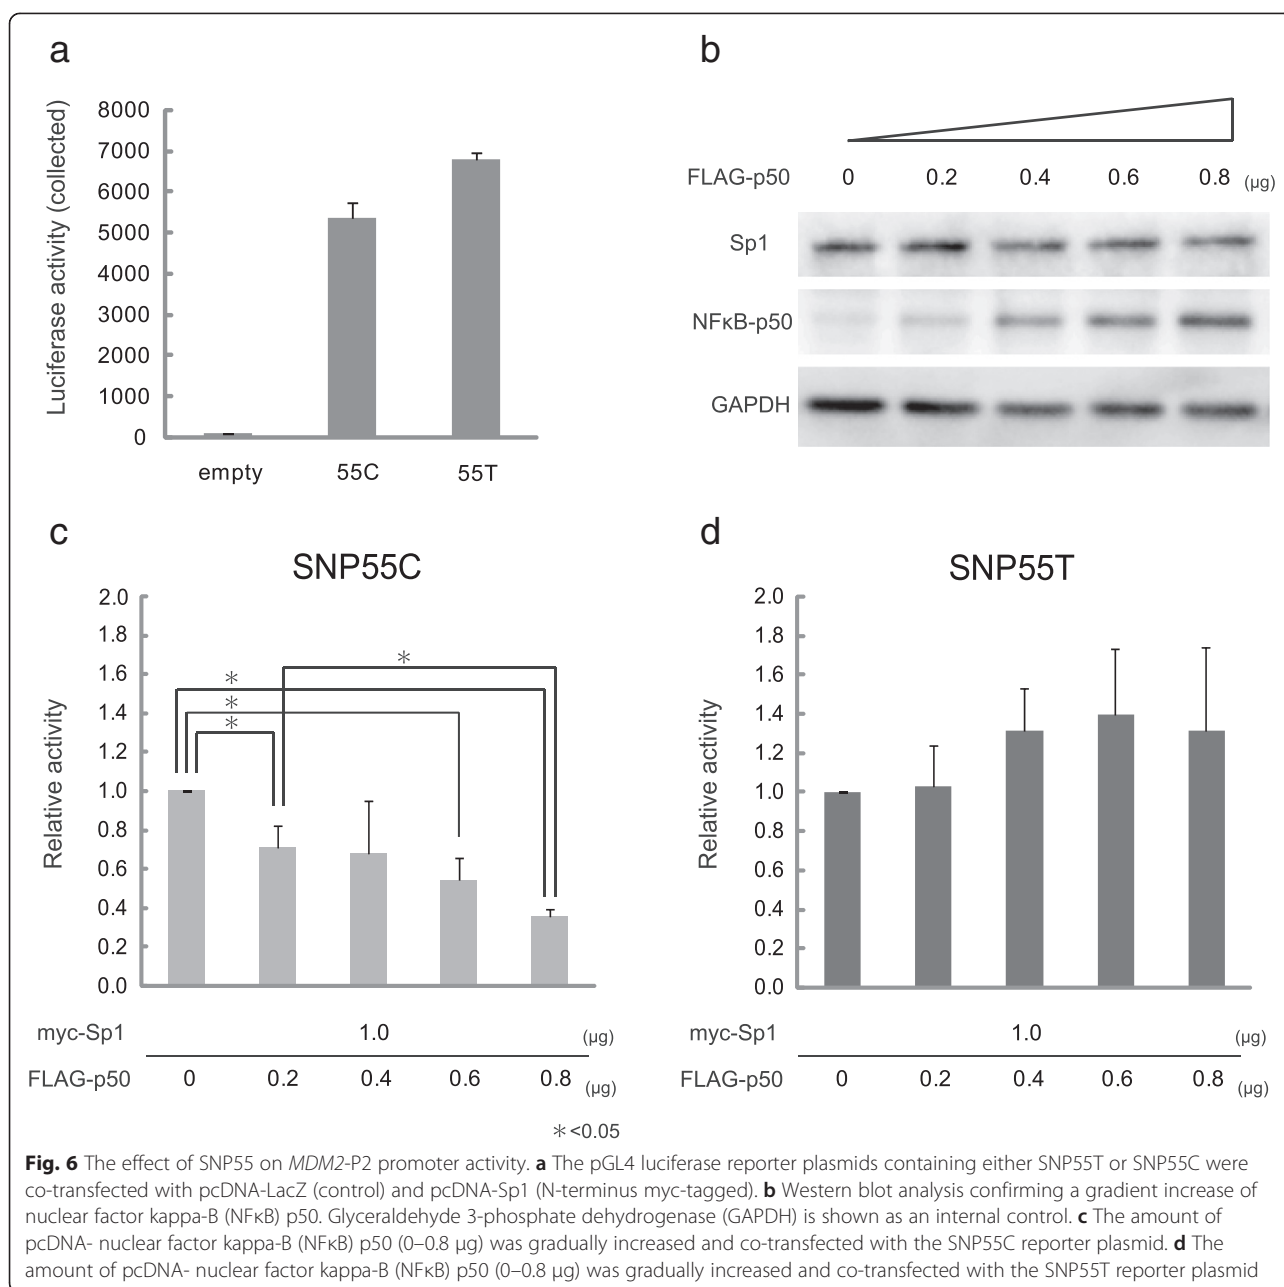 a
Luciferase activity (collected)
8000
7000
6000
5000
4000
3000
2000
1000
0
empty 55C 55T
b
FLAG-p50 0 0.2 0.4 0.6 0.8 (μg)
Sp1
NFκB-p50
GAPDH
c
SNP55C
Relative activity
2.0
1.8
1.6
1.4
1.2
1.0
0.8
0.6
0.4
0.2
0.0
*
*
*
*
myc-Sp1 1.0 (μg)
FLAG-p50 0 0.2 0.4 0.6 0.8 (μg)
*<0.05
d
SNP55T
Relative activity
2.0
1.8
1.6
1.4
1.2
1.0
0.8
0.6
0.4
0.2
0.0
myc-Sp1 1.0 (μg)
FLAG-p50 0 0.2 0.4 0.6 0.8 (μg)
Fig. 6 The effect of SNP55 on MDM2-P2 promoter activity. a The pGL4 luciferase reporter plasmids containing either SNP55T or SNP55C were
co-transfected with pcDNA-LacZ (control) and pcDNA-Sp1 (N-terminus myc-tagged). b Western blot analysis confirming a gradient increase of
nuclear factor kappa-B (NFκB) p50. Glyceraldehyde 3-phosphate dehydrogenase (GAPDH) is shown as an internal control. c The amount of
pcDNA- nuclear factor kappa-B (NFκB) p50 (0–0.8 μg) was gradually increased and co-transfected with the SNP55C reporter plasmid. d The
amount of pcDNA- nuclear factor kappa-B (NFκB) p50 (0–0.8 μg) was gradually increased and co-transfected with the SNP55T reporter plasmid